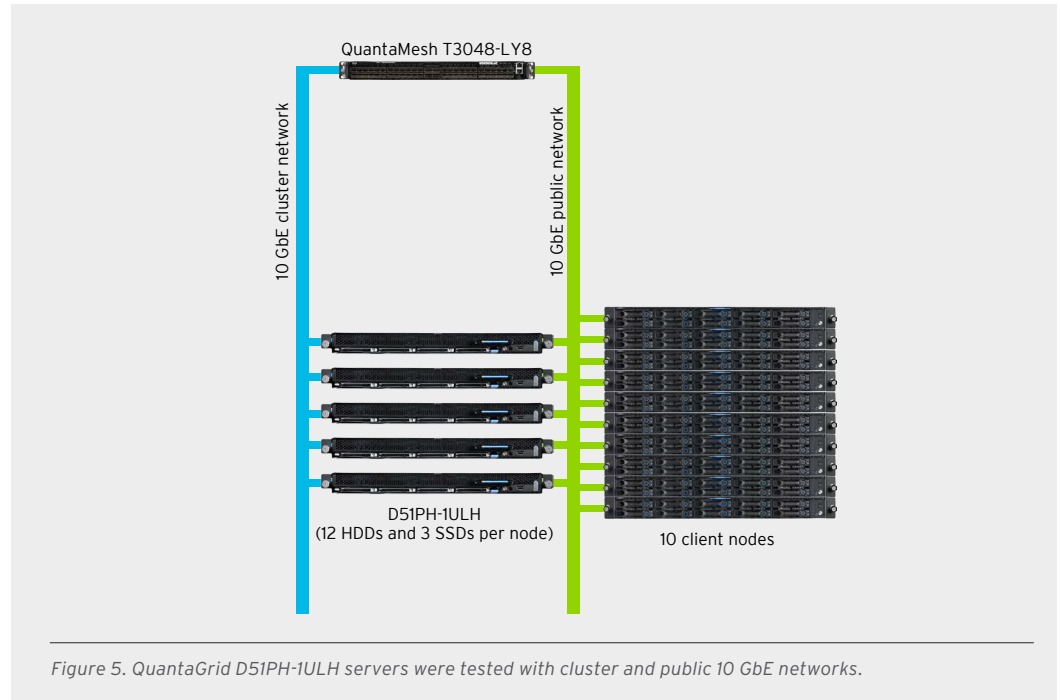 QuantaMesh T3048-LY8
10 GbE cluster network
10 GbE public network
D51PH-1ULH
(12 HDDs and 3 SSDs per node)
10 client nodes
Figure 5. QuantaGrid D51PH-1ULH servers were tested with cluster and public 10 GbE networks.